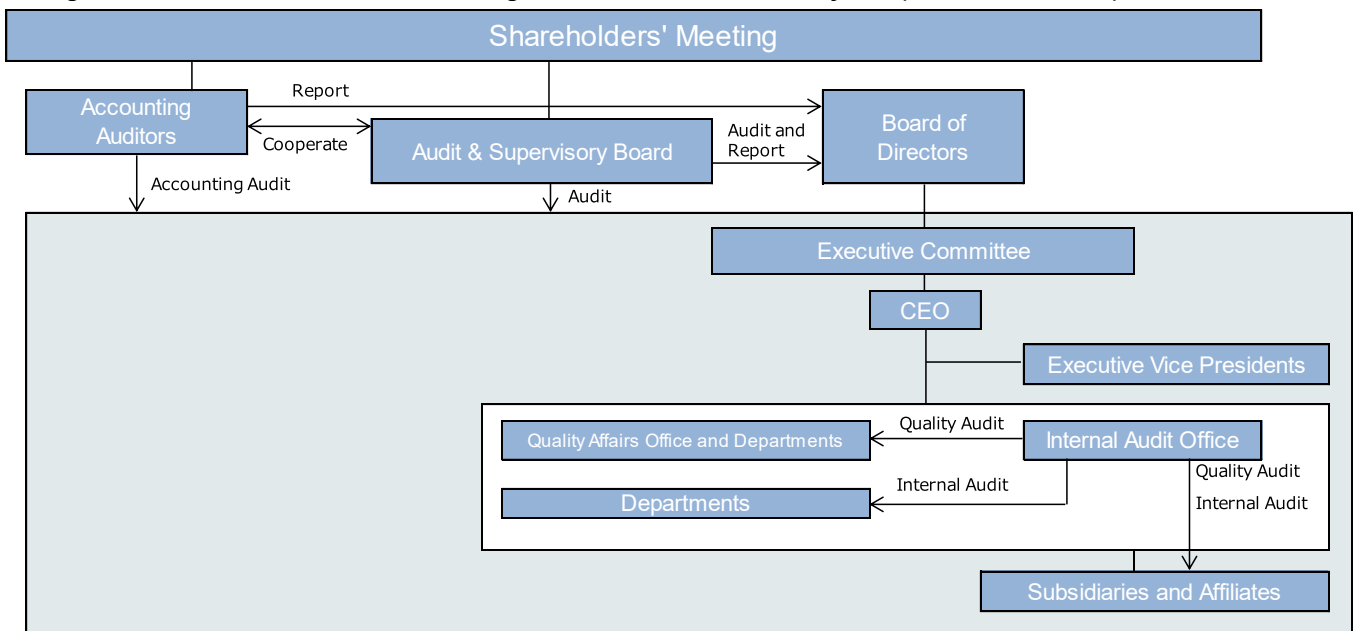 Shareholders' Meeting
Report
Accounting
Auditors
Cooperate
Audit & Supervisory Board
Audit and
Report
Board of
Directors
Accounting Audit
Audit
Executive Committee
CEO
Executive Vice Presidents
Quality Affairs Office and Departments
Quality Audit
Internal Audit Office
Quality Audit
Departments
Internal Audit
Internal Audit
Subsidiaries and Affiliates